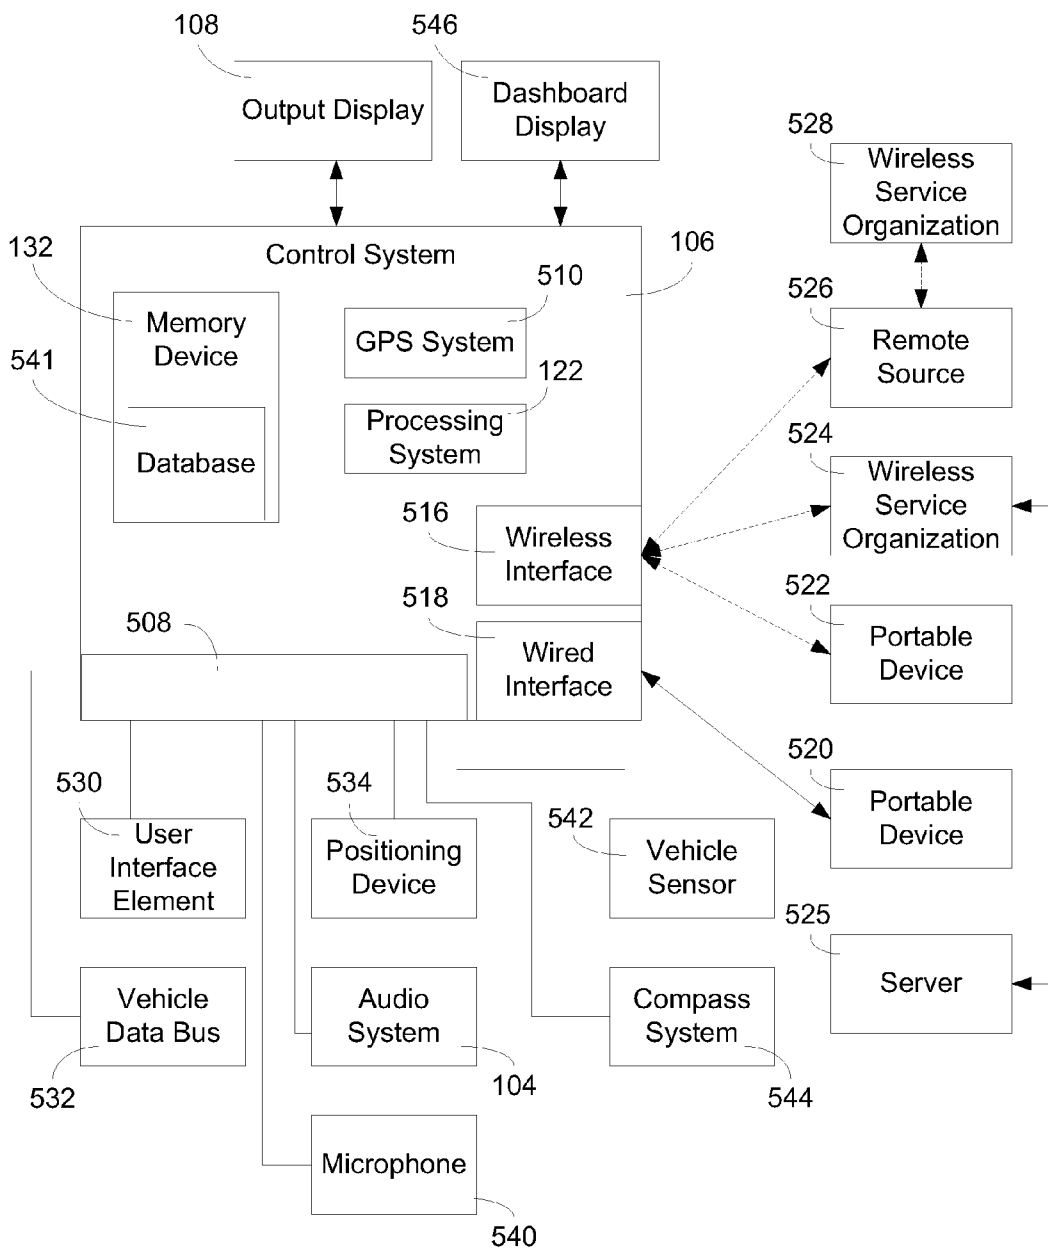 108
546
Output Display
Dashboard
Display
528
Wireless
Service
Organization
132
Control System
106
510
526
Memory
Device
GPS System
Remote
Source
541
122
Database
Processing
System
524
Wireless
Service
Organization
516
Wireless
Interface
518
522
508
Wired
Interface
Portable
Device
530
534
520
User
Interface
Element
Positioning
Device
542
Vehicle
Sensor
Portable
Device
525
Vehicle
Data Bus
Audio
System
Compass
System
Server
532
104
544
Microphone
540